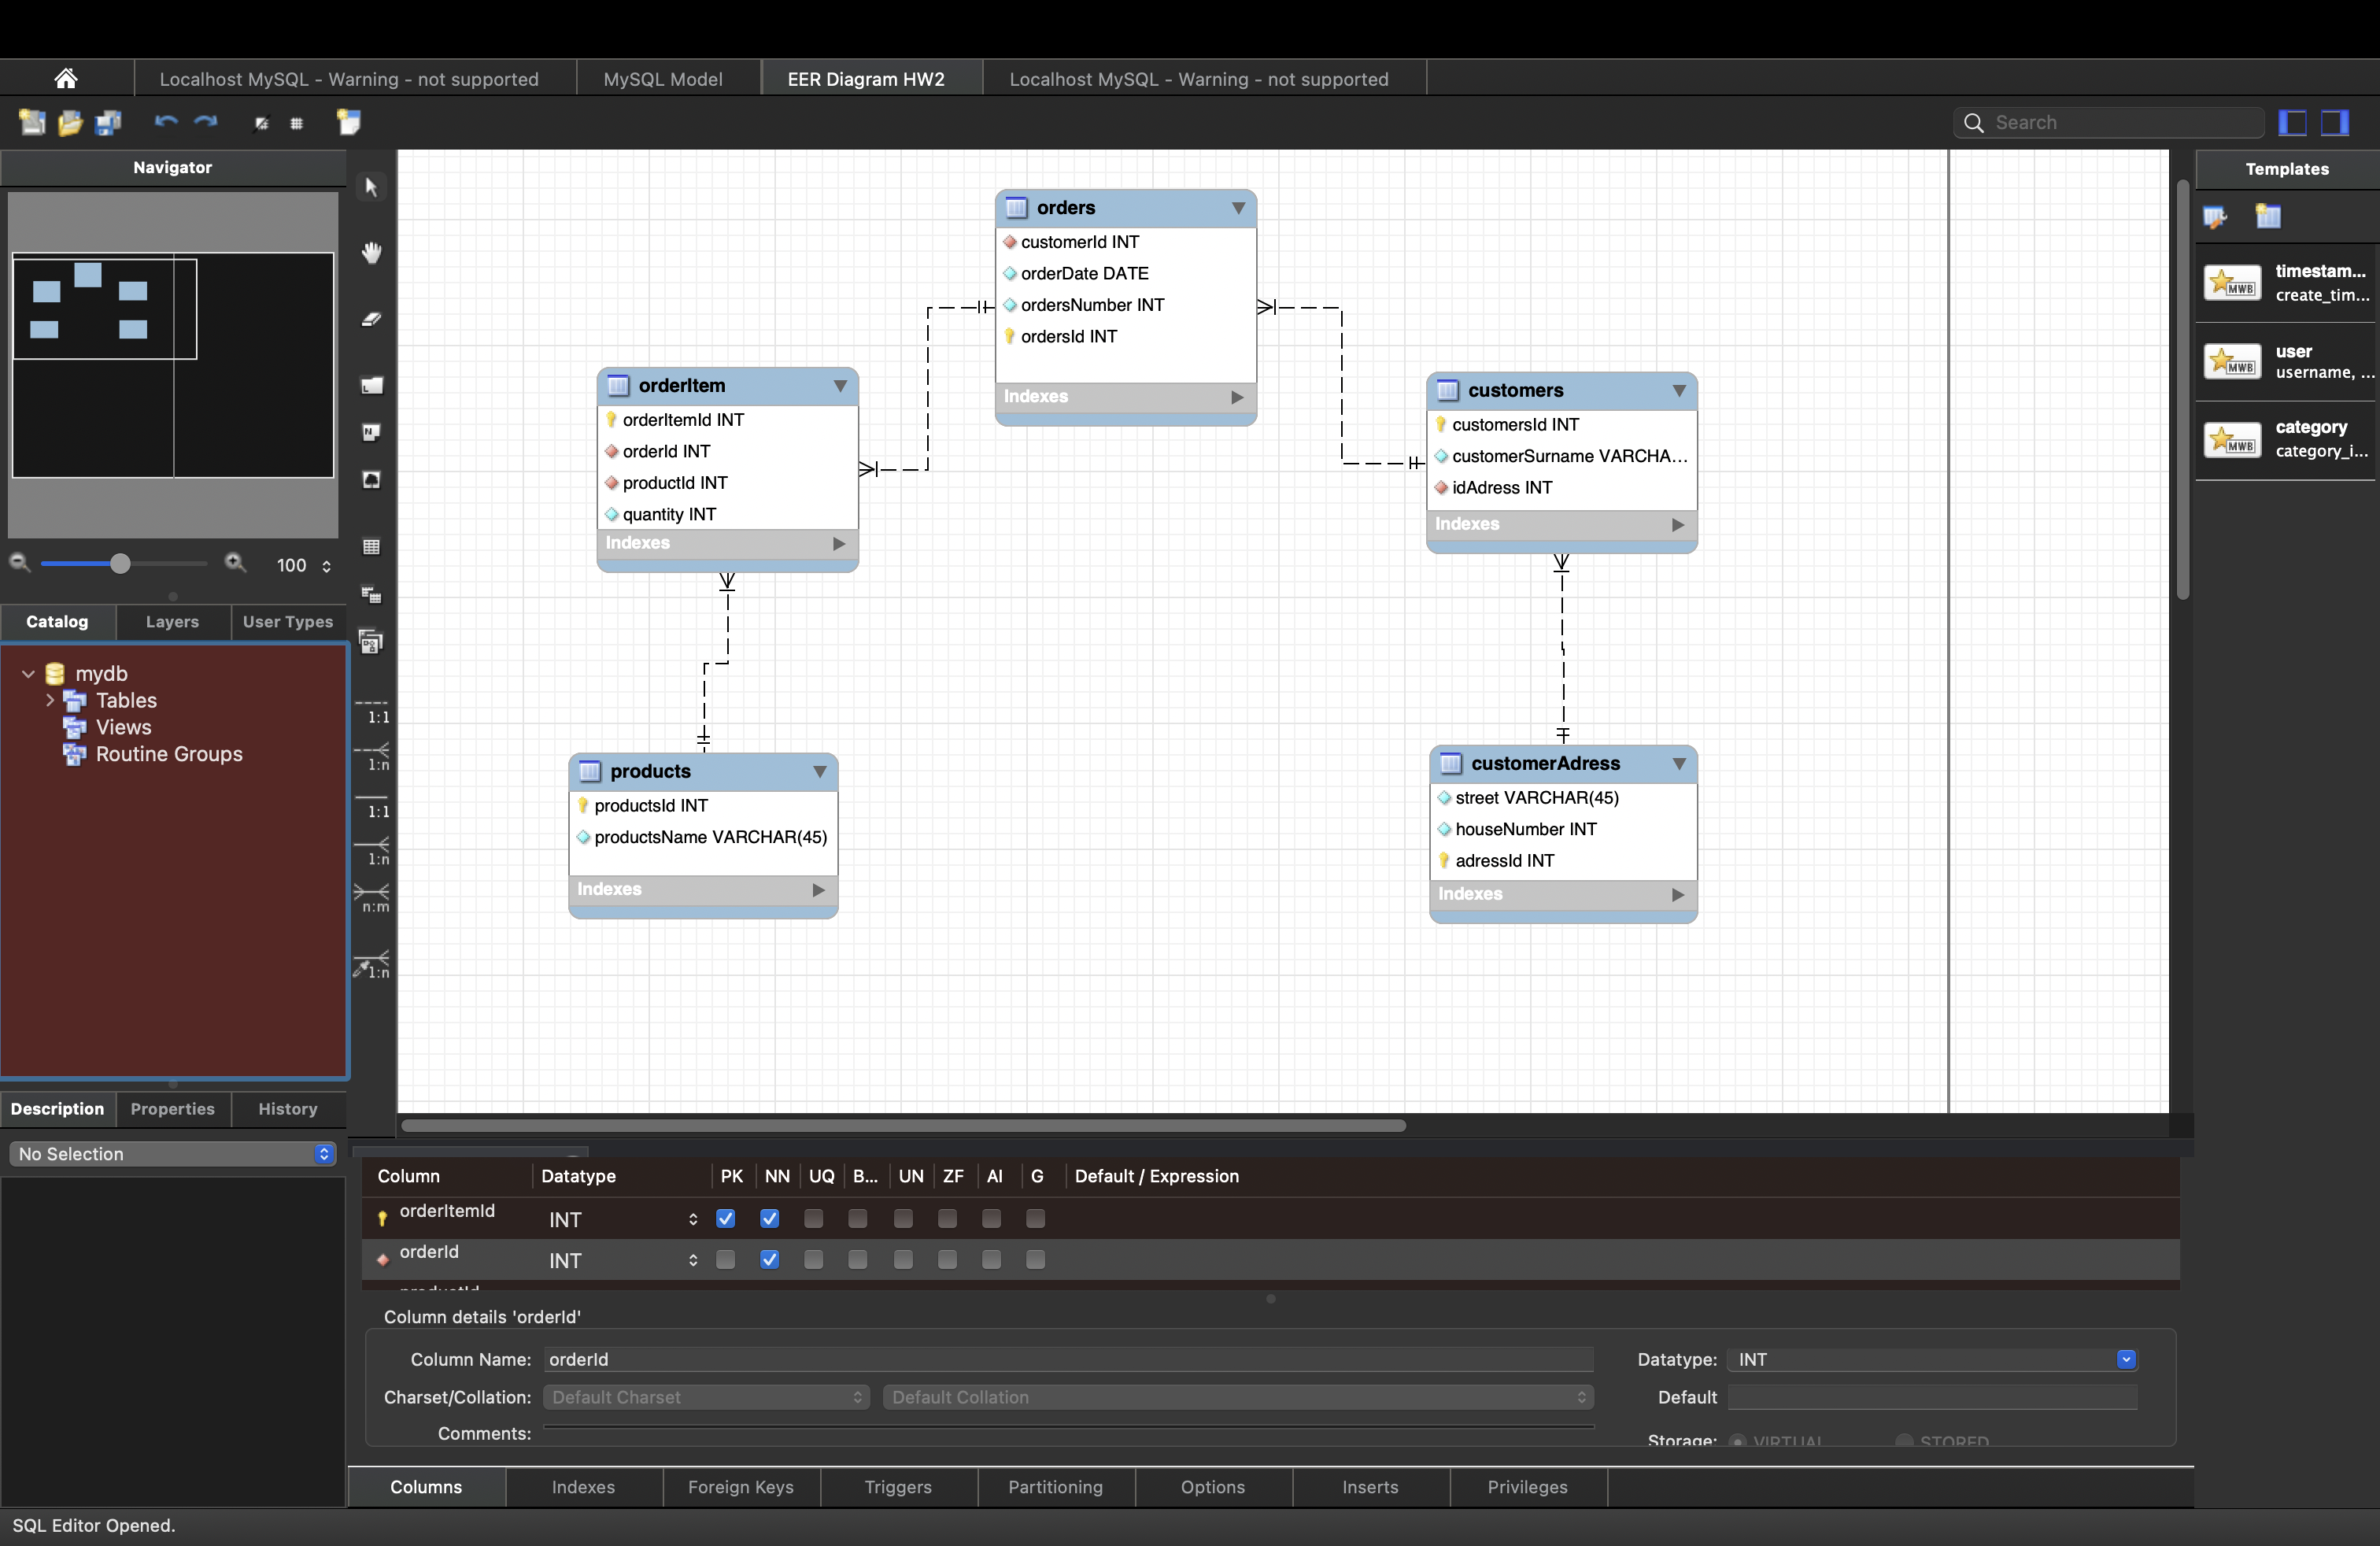 Localhost MySQL - Warning - not supported
MySQL Model
EER Diagram HW2
Localhost MySQL - Warning - not supported
Search
Navigator
100
Catalog
Layers
User Types
mydb
Tables
Views
Routine Groups
Description
Properties
History
No Selection
1:1
1:n
1:1
1:n
n:m
1:n
orders
customerId INT
orderDate DATE
ordersNumber INT
ordersId INT
Indexes
orderItem
orderItemId INT
orderId INT
productId INT
quantity INT
Indexes
customers
customersId INT
customerSurname VARCHA...
idAdress INT
Indexes
products
productsId INT
productsName VARCHAR(45)
Indexes
customerAdress
street VARCHAR(45)
houseNumber INT
adressId INT
Indexes
Templates
MWB
timestam...
create_tim...
MWB
user
username, ...
MWB
category
category_i...
Column Datatype PK NN UQ B... UN ZF AI G Default / Expression
orderItemId INT
orderId INT
Column details 'orderId'
Column Name: orderId
Datatype: INT
Charset/Collation: Default Charset Default Collation
Default
Comments:
Storage: VIRTUAL STORED
Columns
Indexes
Foreign Keys
Triggers
Partitioning
Options
Inserts
Privileges
SQL Editor Opened.